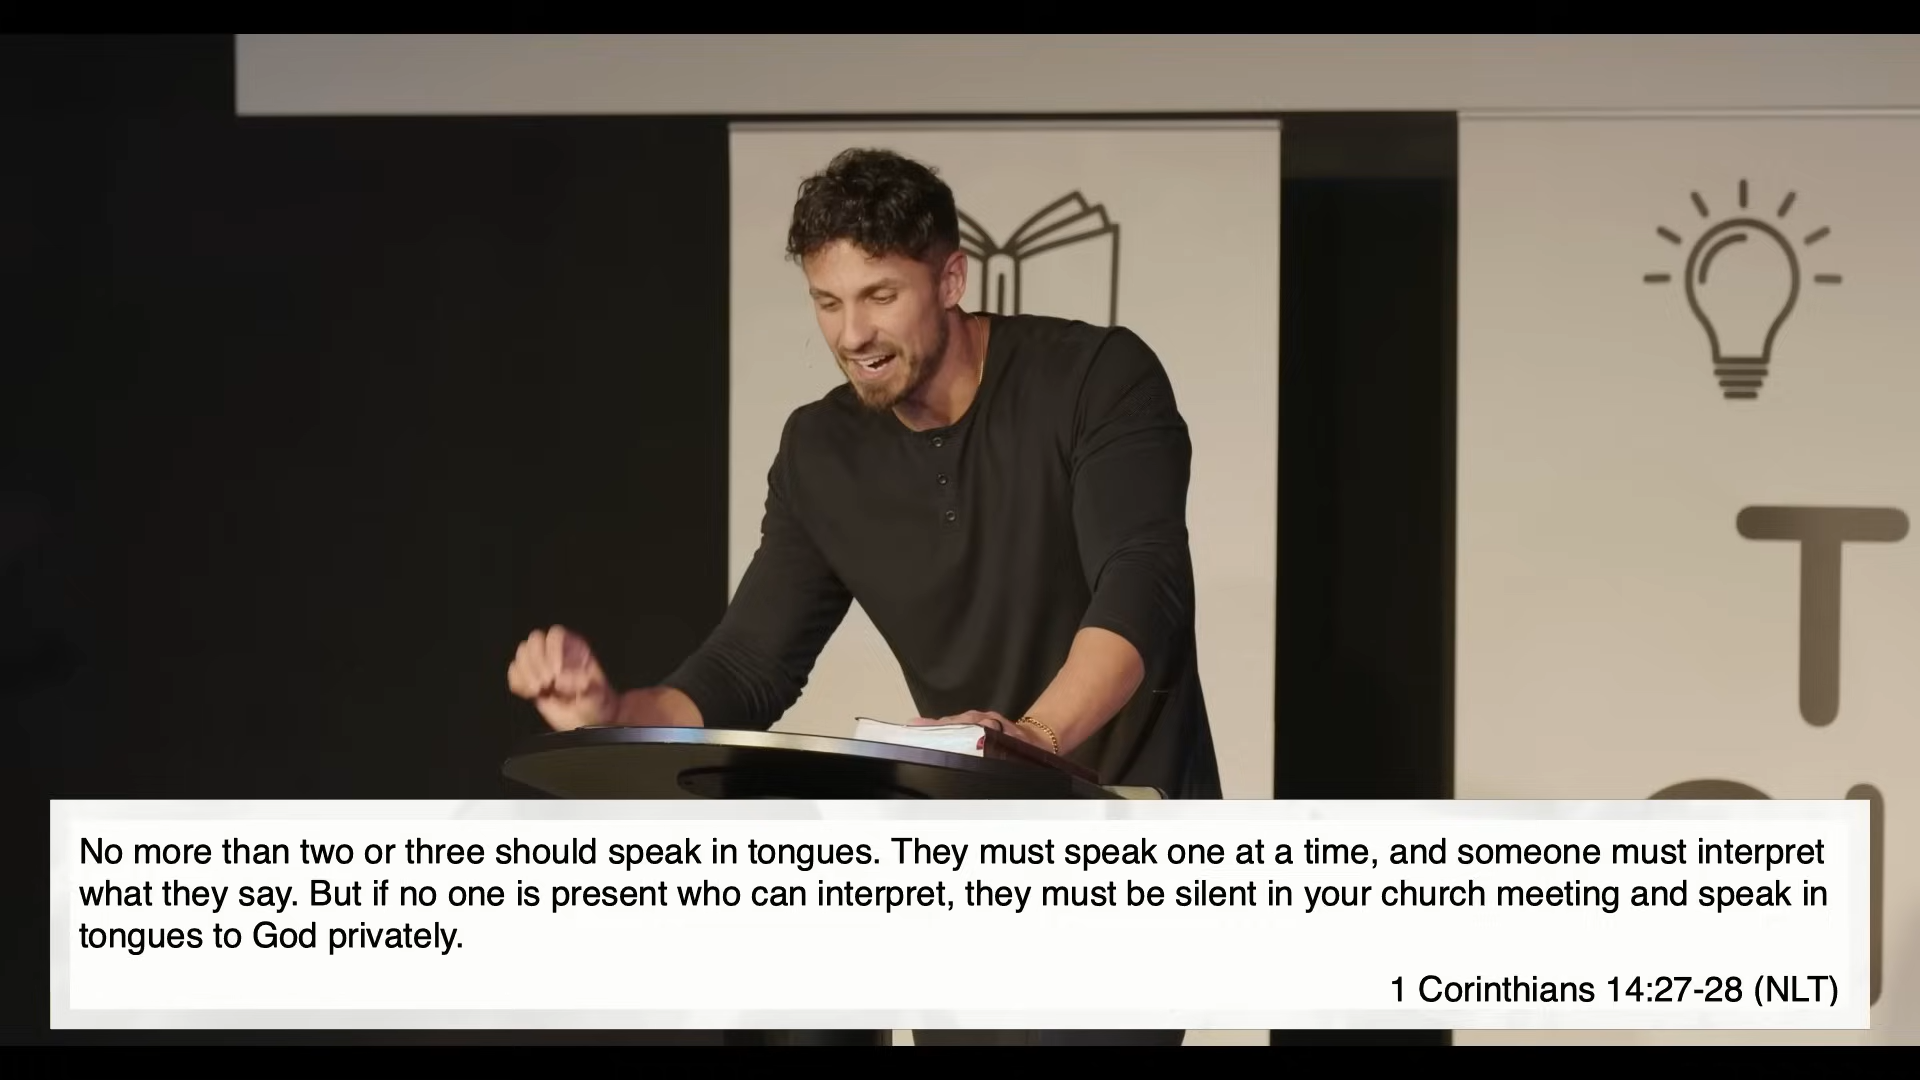 T
No more than two or three should speak in tongues. They must speak one at a time, and someone must interpret
what they say. But if no one is present who can interpret, they must be silent in your church meeting and speak in
tongues to God privately.
1 Corinthians 14:27-28 (NLT)